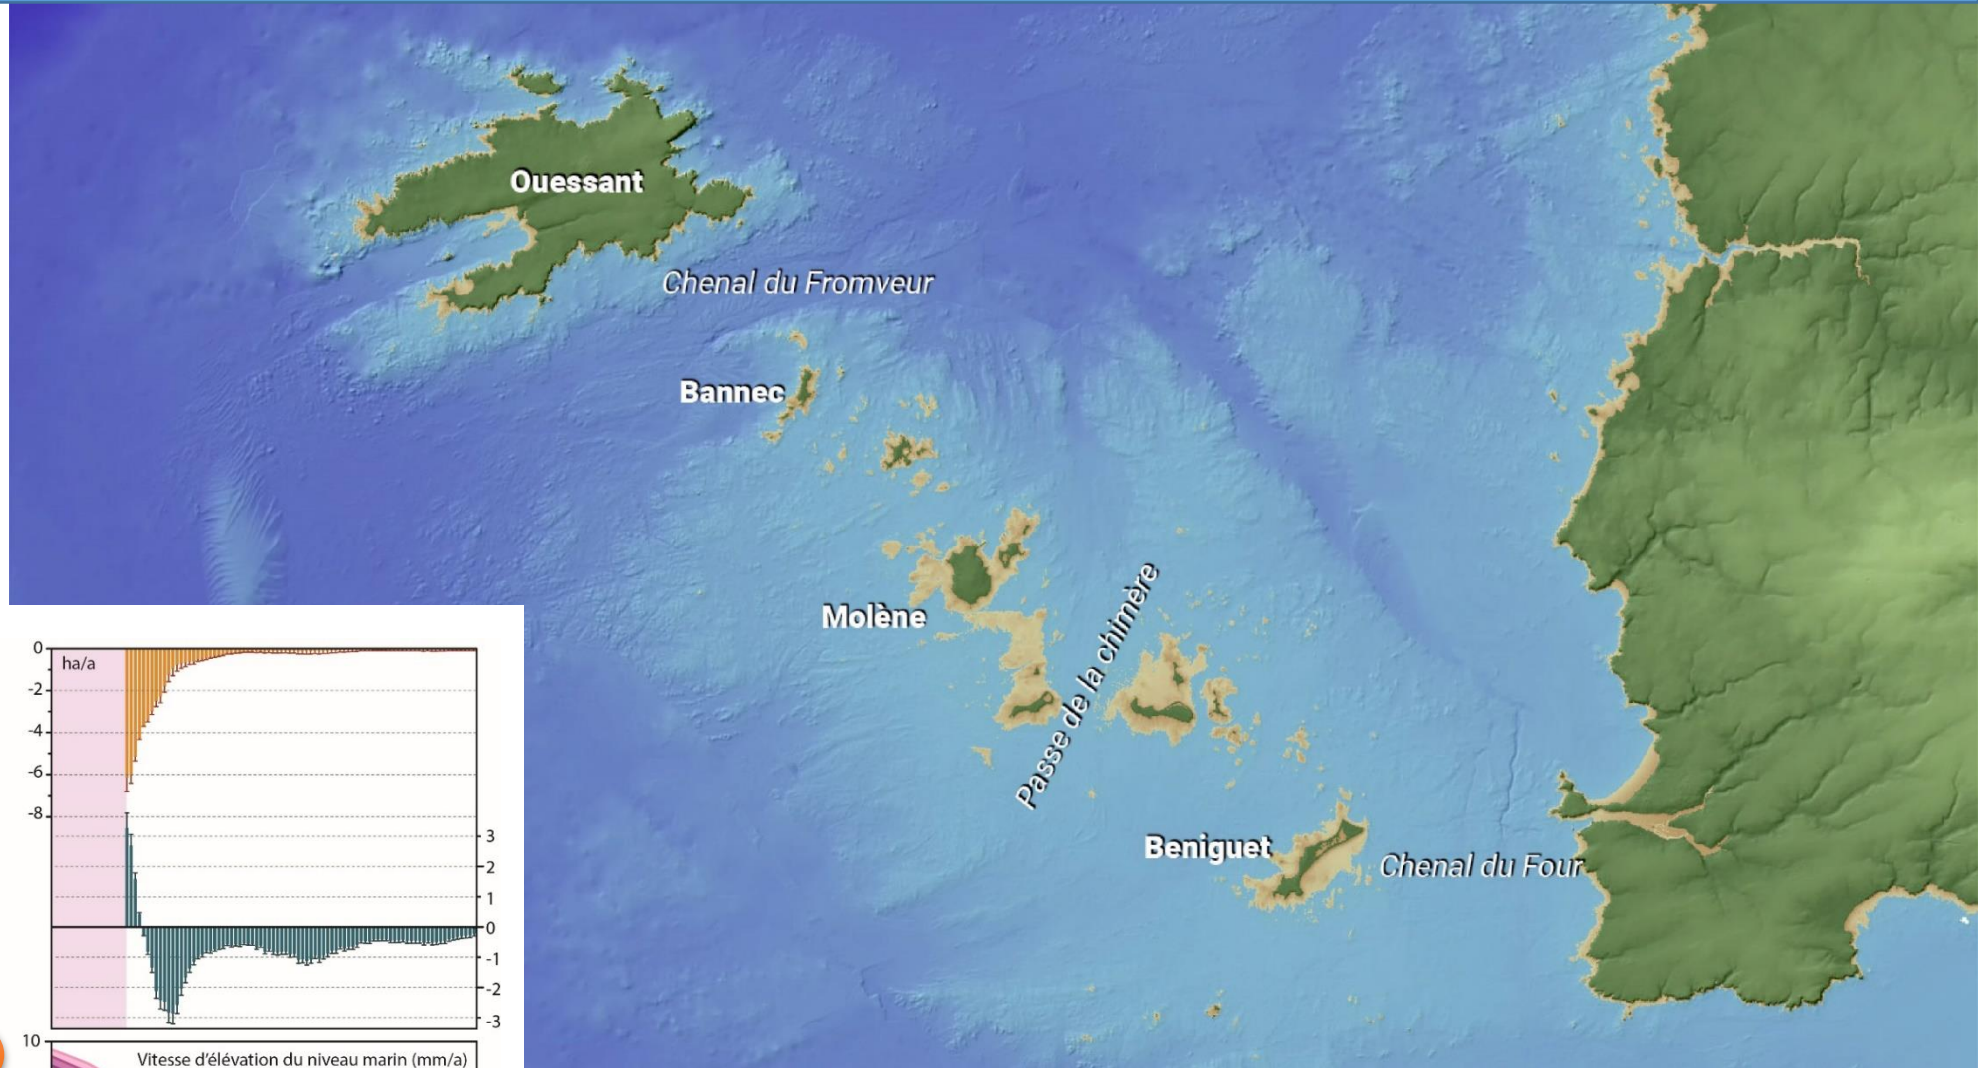 Ouessant
Chenal du Fromveur
Bannec
Molène
Passe de la chimère
Beniguet
Chenal du Four
0
ha/a
-2
-4
-6
-8
3
2
1
0
-1
-2
-3
10
Vitesse d'élévation du niveau marin (mm/a)